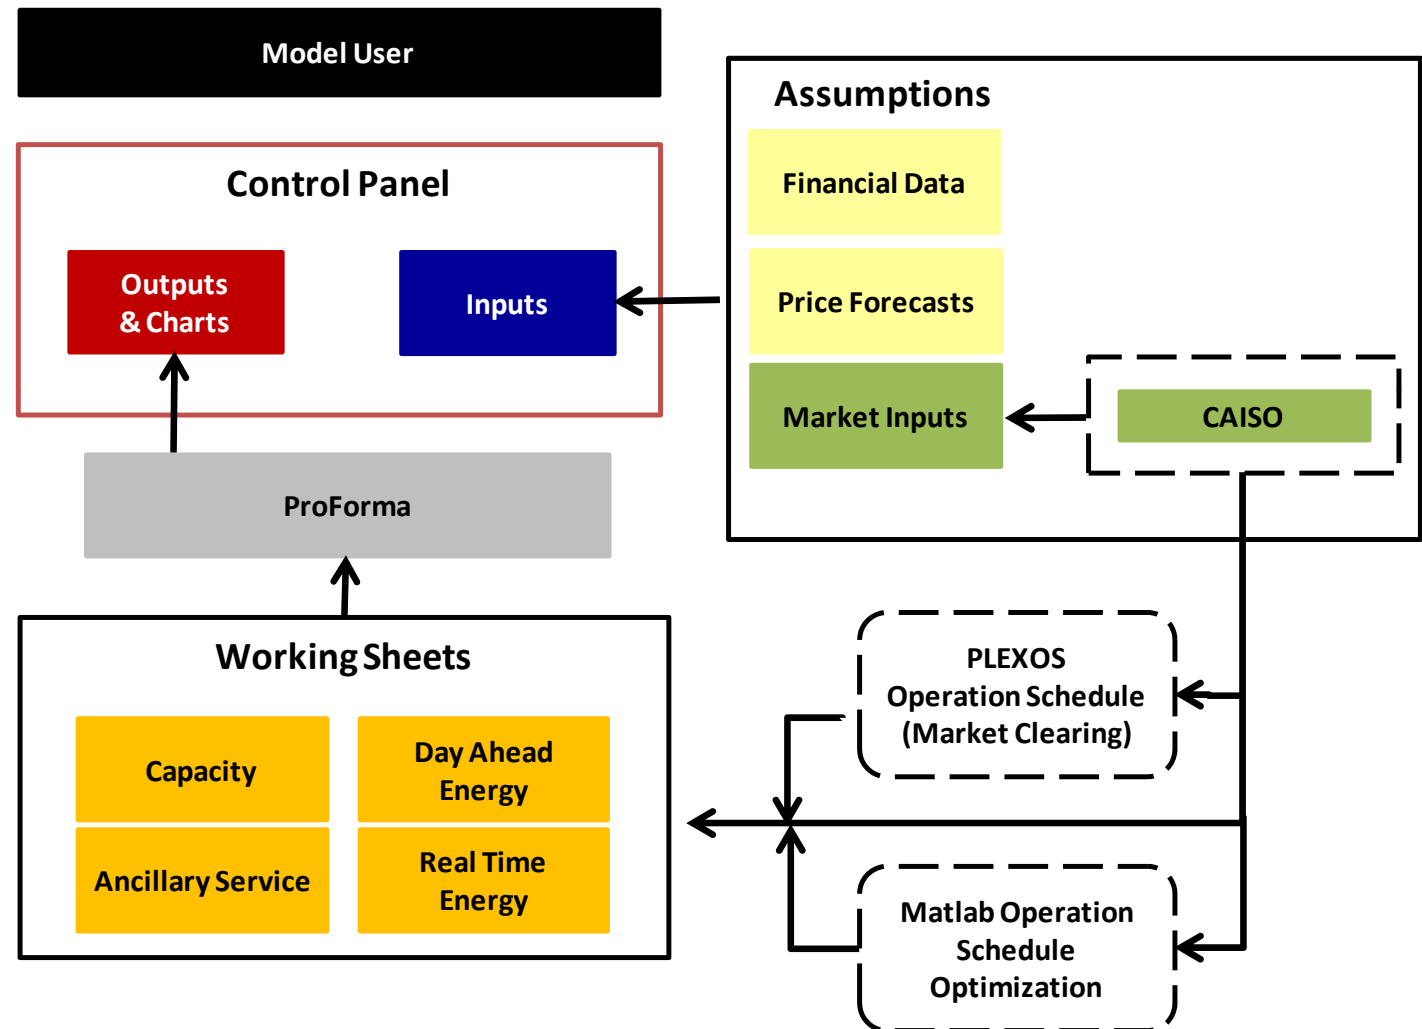 Model User
Control Panel
Outputs
& Charts
Inputs
Assumptions
Financial Data
Price Forecasts
Market Inputs
CAISO
ProForma
Working Sheets
Capacity
Day Ahead
Energy
Ancillary Service
Real Time
Energy
PLEXOS
Operation Schedule
(Market Clearing)
Matlab Operation
Schedule
Optimization